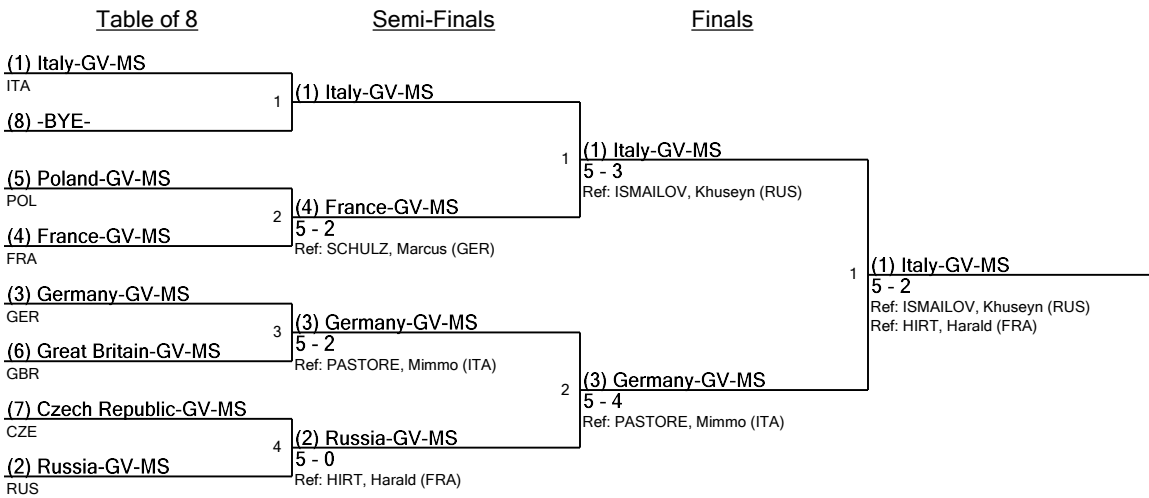 Table of 8
Semi-Finals
Finals
(1) Italy-GV-MS
ITA
(8) -BYE-
1
(1) Italy-GV-MS
(5) Poland-GV-MS
POL
(4) France-GV-MS
FRA
2
(4) France-GV-MS
5 - 2
Ref: SCHULZ, Marcus (GER)
1
(1) Italy-GV-MS
5 - 3
Ref: ISMAILOV, Khuseyn (RUS)
(3) Germany-GV-MS
GER
(6) Great Britain-GV-MS
GBR
3
(3) Germany-GV-MS
5 - 2
Ref: PASTORE, Mimmo (ITA)
(7) Czech Republic-GV-MS
CZE
(2) Russia-GV-MS
RUS
4
(2) Russia-GV-MS
5 - 0
Ref: HIRT, Harald (FRA)
2
(3) Germany-GV-MS
5 - 4
Ref: PASTORE, Mimmo (ITA)
1
(1) Italy-GV-MS
5 - 2
Ref: ISMAILOV, Khuseyn (RUS)
Ref: HIRT, Harald (FRA)